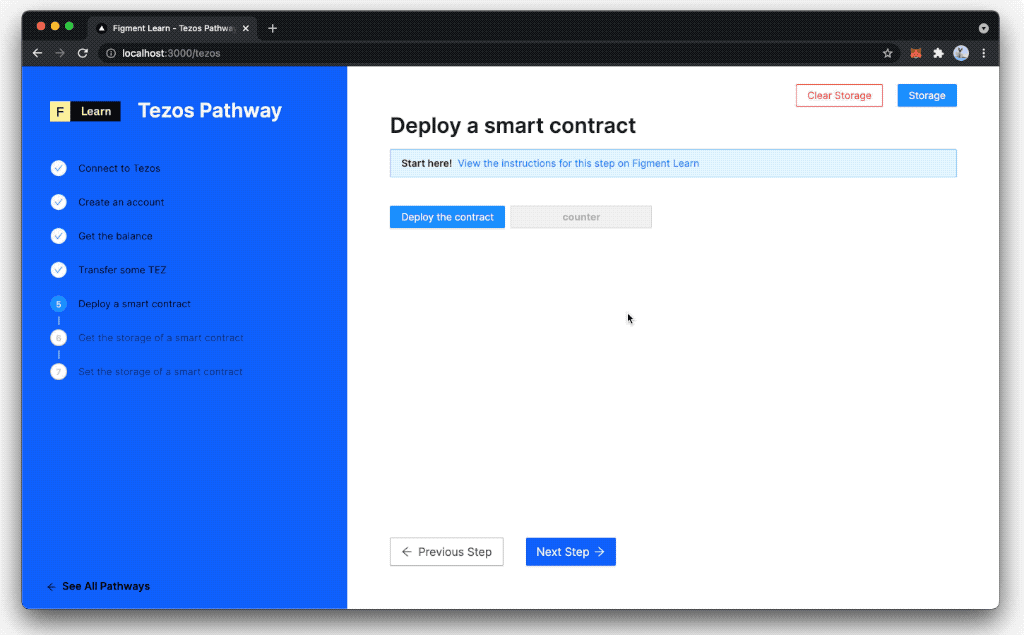 Figment Learn - Tezos Pathway
localhost:3000/tezos
F Learn
Tezos Pathway
Connect to Tezos
Create an account
Get the balance
Transfer some TEZ
5 Deploy a smart contract
6 Get the storage of a smart contract
7 Set the storage of a smart contract
See All Pathways
Clear Storage
Storage
Deploy a smart contract
Start here! View the instructions for this step on Figment Learn
Deploy the contract
counter
Previous Step
Next Step